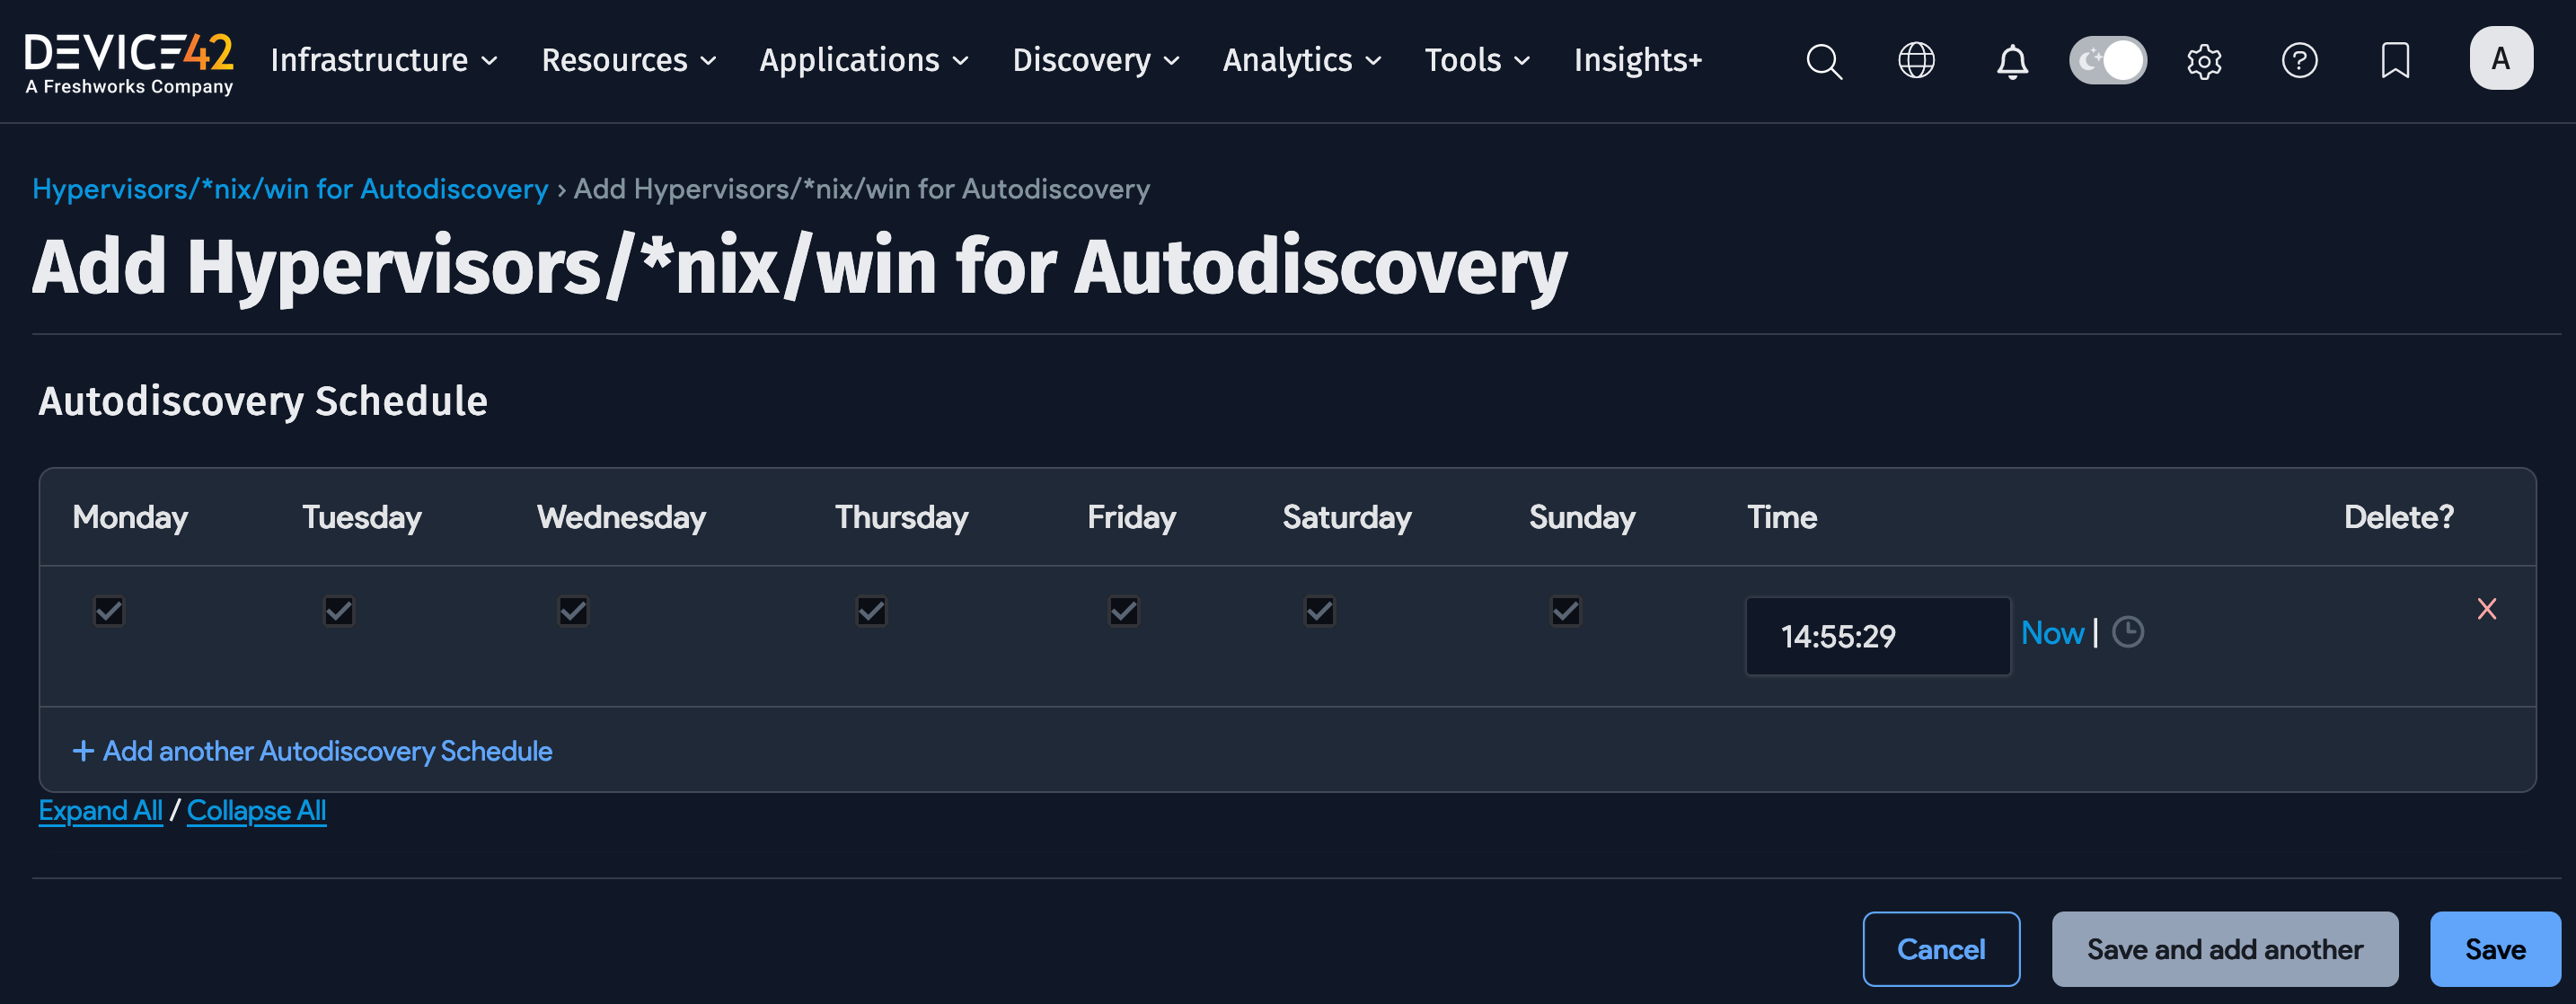 DEVICE42
A Freshworks Company
Infrastructure Resources Applications Discovery Analytics Tools Insights+ A
Hypervisors/*nix/win for Autodiscovery › Add Hypervisors/*nix/win for Autodiscovery
Add Hypervisors/*nix/win for Autodiscovery
Autodiscovery Schedule
Monday Tuesday Wednesday Thursday Friday Saturday Sunday Time Delete?
14:55:29 Now |
+ Add another Autodiscovery Schedule
Expand All / Collapse All
Cancel Save and add another Save